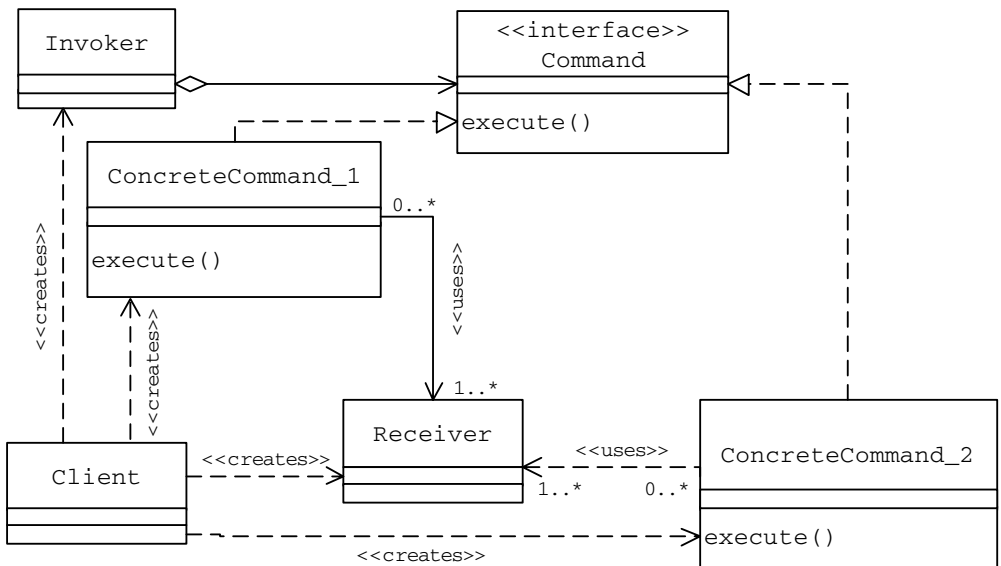 Invoker
<<interface>>
Command
execute()
ConcreteCommand_1
0..*
execute()
<<creates>>
<<creates>>
<<uses>>
1..*
Receiver
Client
<<creates>>
<<uses>>
1..*
0..*
ConcreteCommand_2
execute()
<<creates>>